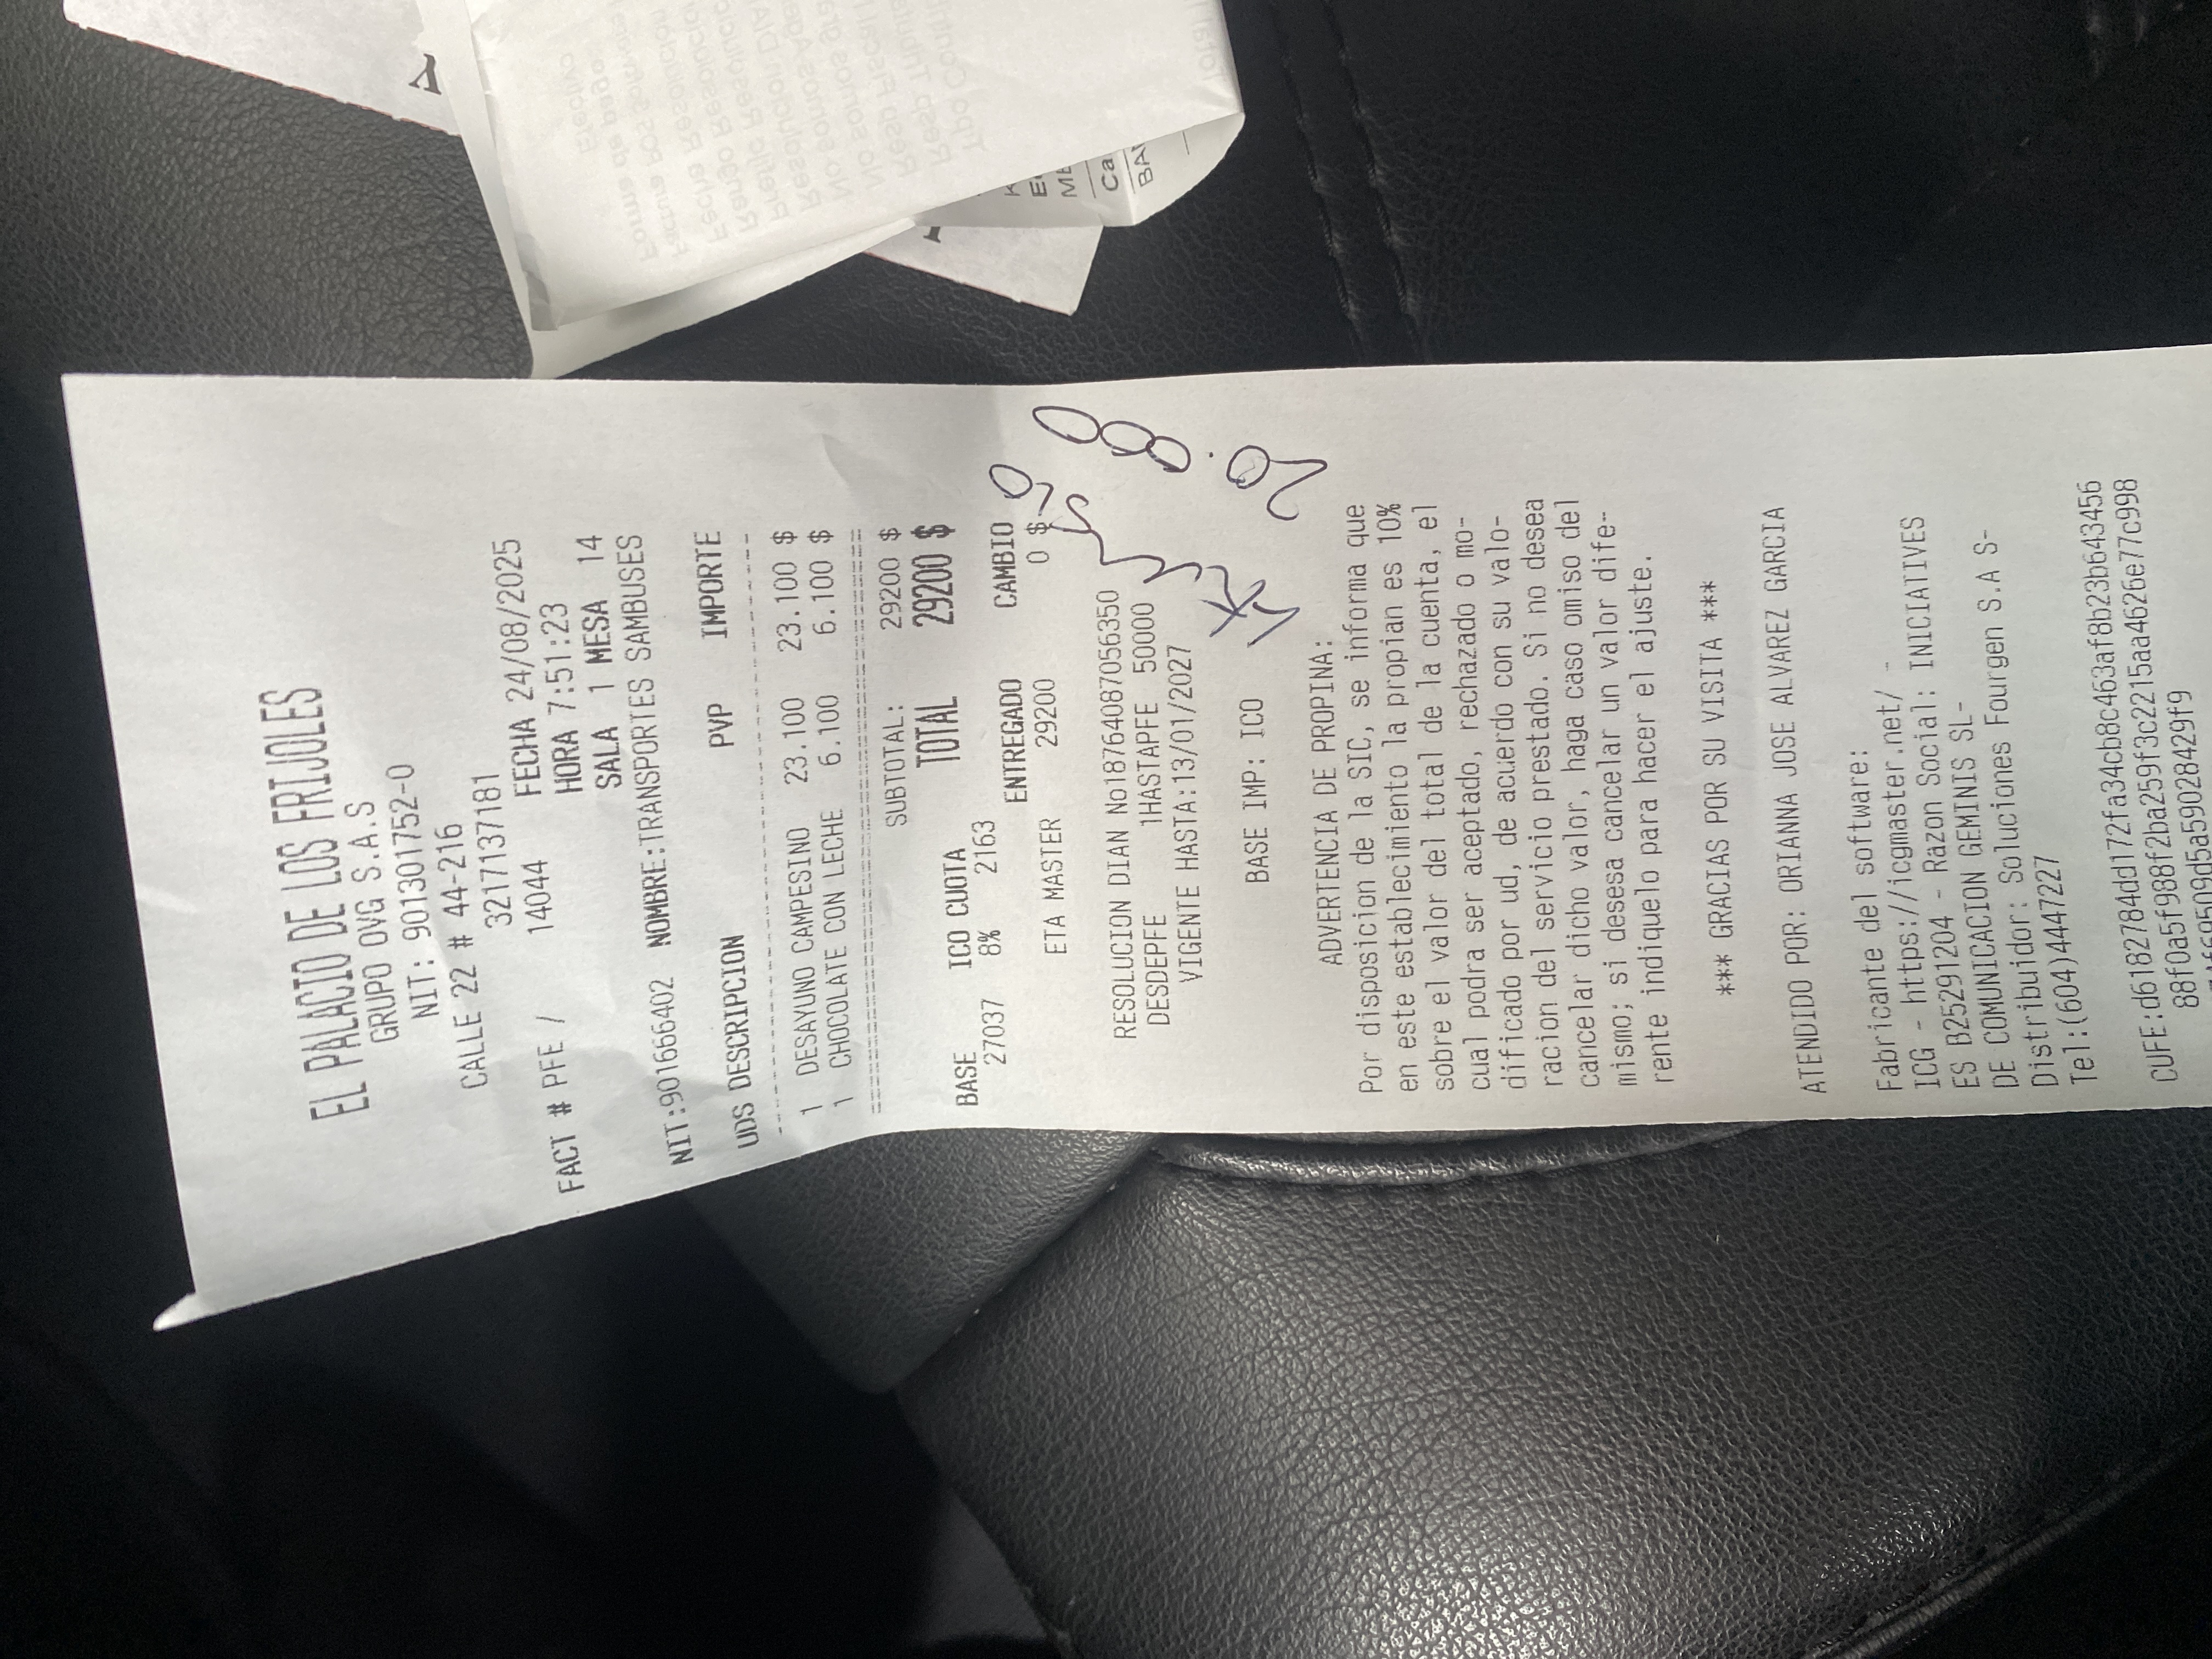 EL PALACIO DE LOS FRIJOLES
GRUPO OVG S.A.S
NIT: 901301752-0
CALLE 22 # 44-216
3217137181
FACT # PFE / 14044 FECHA 24/08/2025
HORA 7:51:23
SALA 1 MESA 14
NIT:901666402 NOMBRE:TRANSPORTES SAMBUSES
UDS DESCRIPCION PVP IMPORTE
1 DESAYUNO CAMPESINO 23.100 23.100 $
1 CHOCOLATE CON LECHE 6.100 6.100 $
SUBTOTAL: 29200 $
TOTAL 29200 $
BASE ICO CUOTA
27037 8% 2163
ENTREGADO CAMBIO
ETA MASTER 29200 0 $
RESOLUCION DIAN No18764087056350
DESDEPFE 1HASTAPFE 50000
VIGENTE HASTA:13/01/2027
20.000
BASE IMP: ICO
ADVERTENCIA DE PROPINA:
Por disposicion de la SIC, se informa que
en este establecimiento la propian es 10%
sobre el valor del total de la cuenta, el
cual podra ser aceptado, rechazado o mo-
dificado por ud, de acuerdo con su valo-
racion del servicio prestado. Si no desea
cancelar dicho valor, haga caso omiso del
mismo; si desesa cancelar un valor dife-
rente indiquelo para hacer el ajuste.
*** GRACIAS POR SU VISITA ***
ATENDIDO POR: ORIANNA JOSE ALVAREZ GARCIA
Fabricante del software:
ICG - https://icgmaster.net/ -
ES B25291204 - Razon Social: INICIATIVES
DE COMUNICACION GEMINIS SL-
Distribuidor: Soluciones Fourgen S.A S-
Tel:(604)4447227
CUFE:d6182784dd172fa34cb8c463af8b23b643456
88f0a5f988f2ba259f3c2215aa4626e77c998